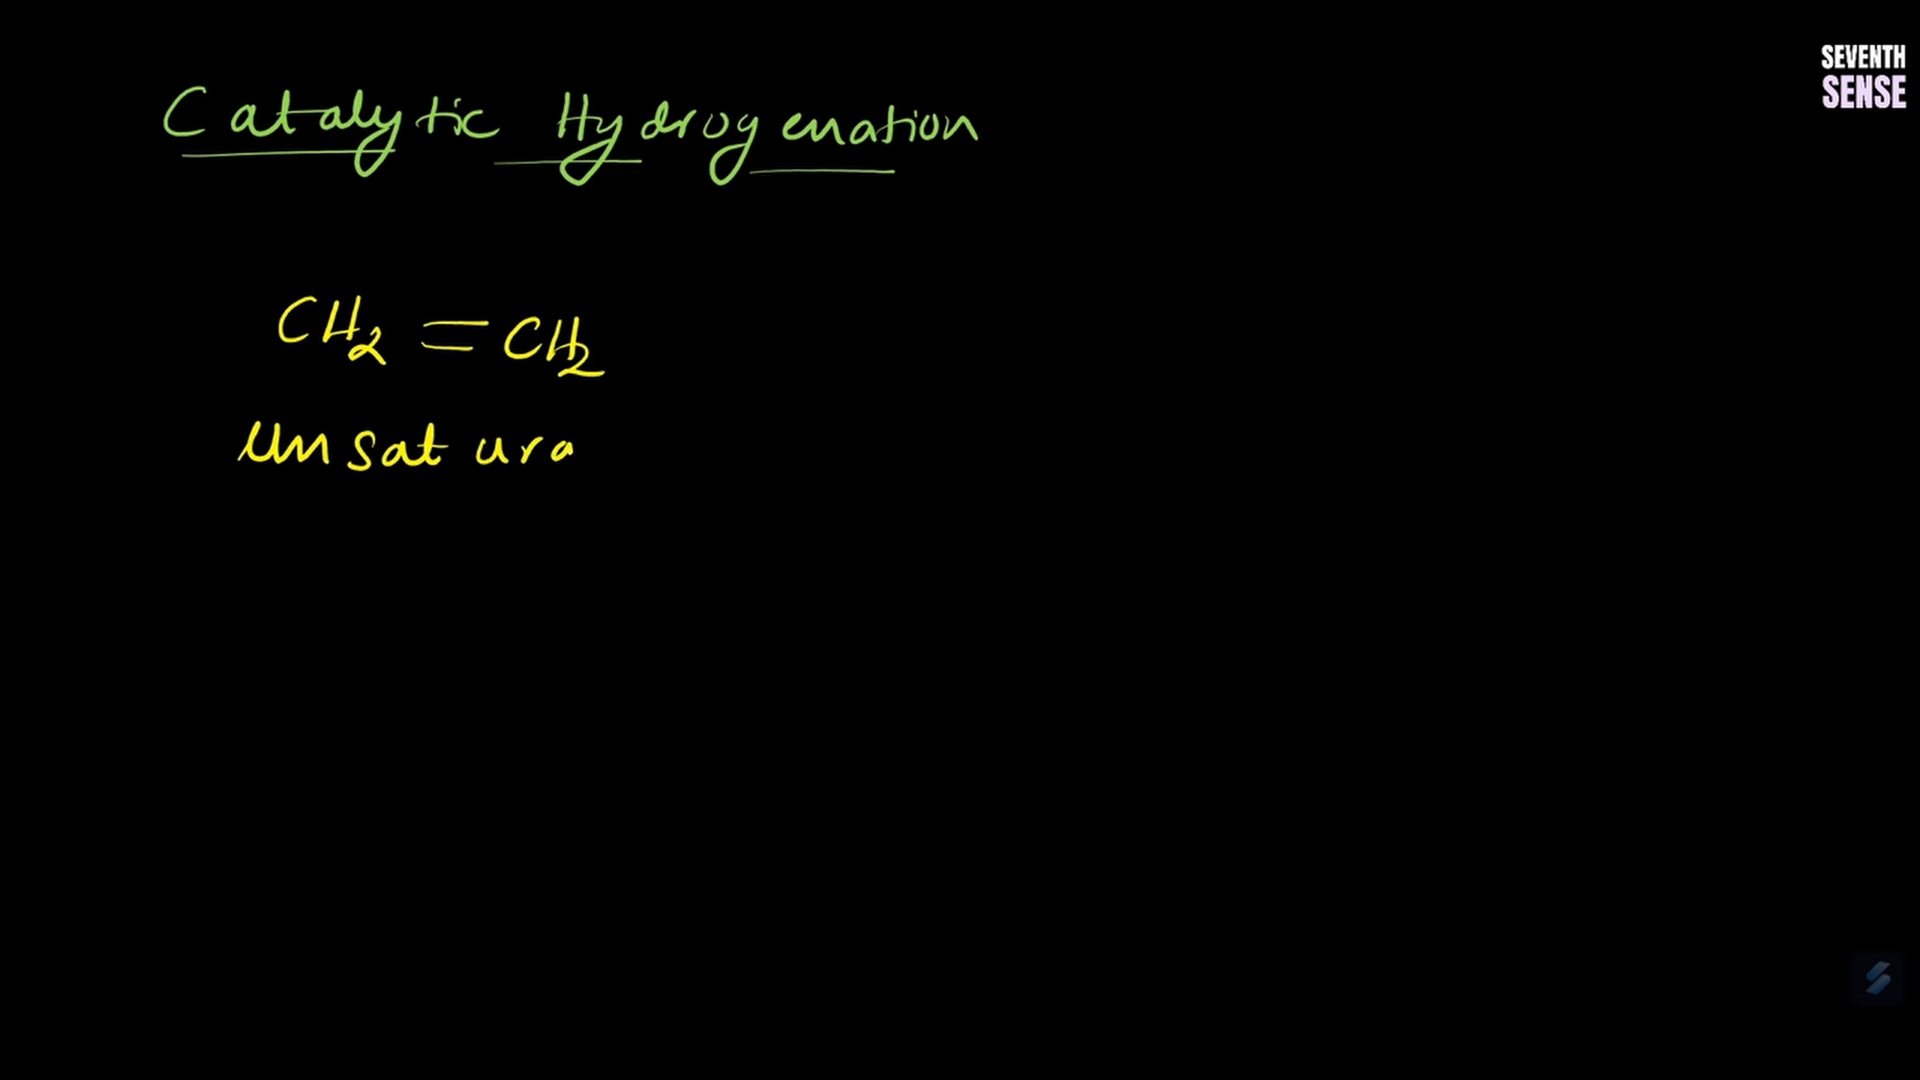 SEVENTH
SENSE
Catalytic Hydrogenation
CH₂ = CH₂
Unsatura